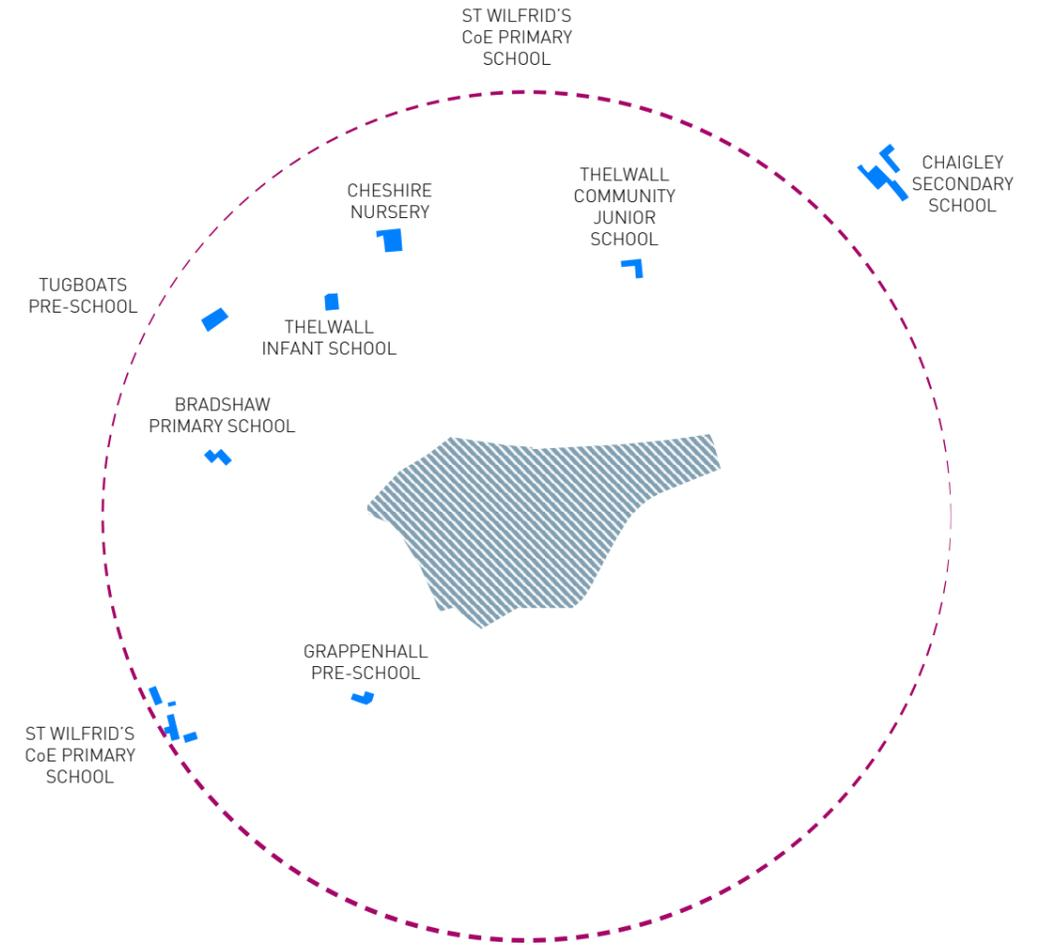 ST WILFRID'S
CoE PRIMARY
SCHOOL
CHAIGLEY
SECONDARY
SCHOOL
THELWALL
COMMUNITY
JUNIOR
SCHOOL
CHESHIRE
NURSERY
TUGBOATS
PRE-SCHOOL
THELWALL
INFANT SCHOOL
BRADSHAW
PRIMARY SCHOOL
GRAPPENHALL
PRE-SCHOOL
ST WILFRID'S
CoE PRIMARY
SCHOOL